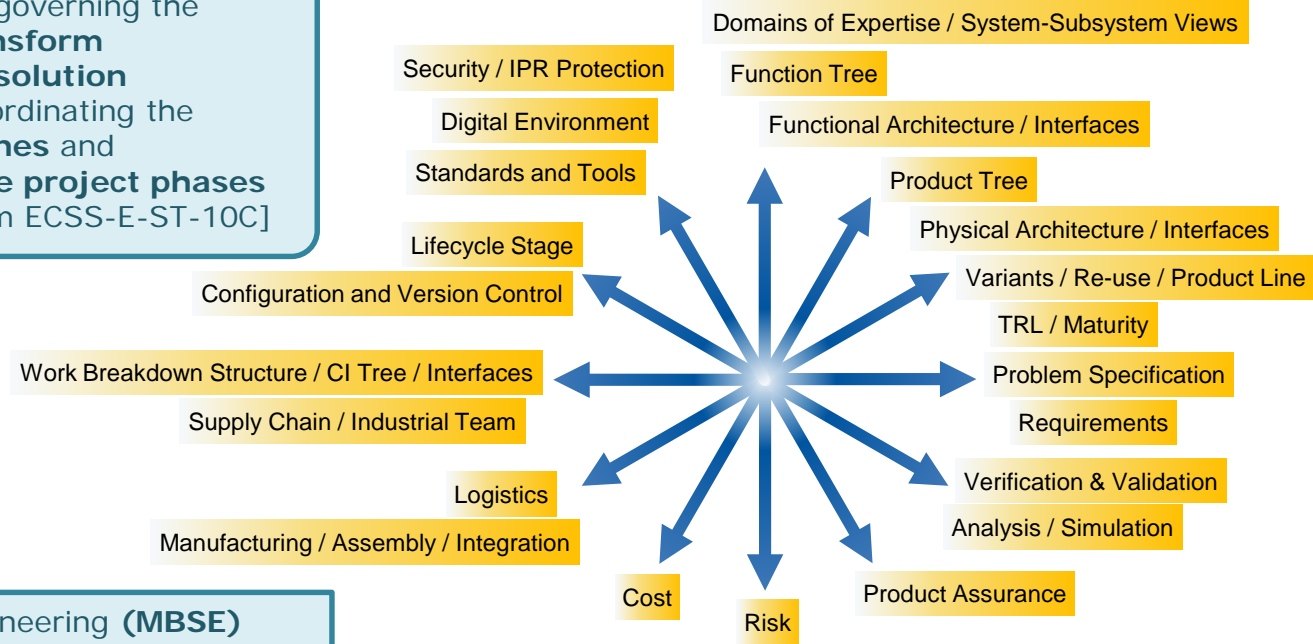 governing the
nsform
solution
ordinating the
nes and
e project phases
m ECSS-E-ST-10C]
Domains of Expertise / System-Subsystem Views
Security / IPR Protection
Function Tree
Digital Environment
Functional Architecture / Interfaces
Standards and Tools
Product Tree
Lifecycle Stage
Physical Architecture / Interfaces
Configuration and Version Control
Variants / Re-use / Product Line
TRL / Maturity
Work Breakdown Structure / CI Tree / Interfaces
Problem Specification
Supply Chain / Industrial Team
Requirements
Logistics
Verification & Validation
Manufacturing / Assembly / Integration
Analysis / Simulation
Cost
Product Assurance
Risk
neering (MBSE)